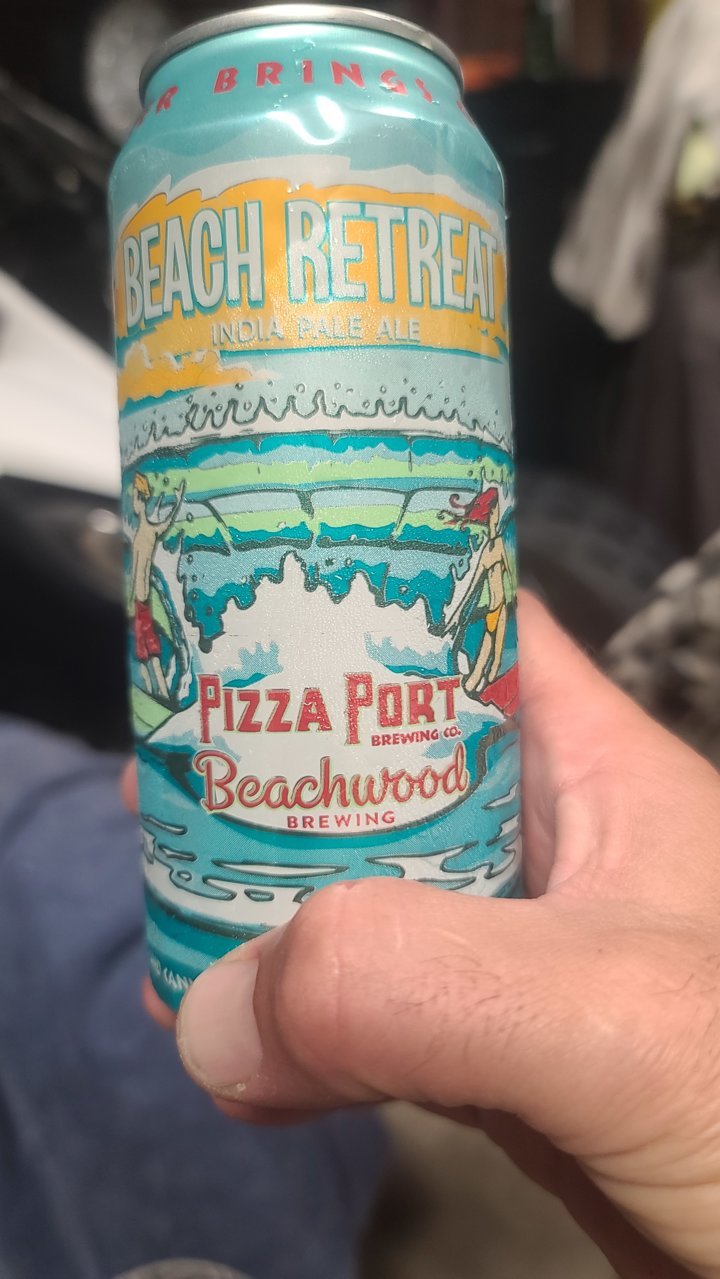 BRINGS
BEACH RETREAT
INDIA PALE ALE
PIZZA PORT
BREWING CO.
Beachwood
BREWING